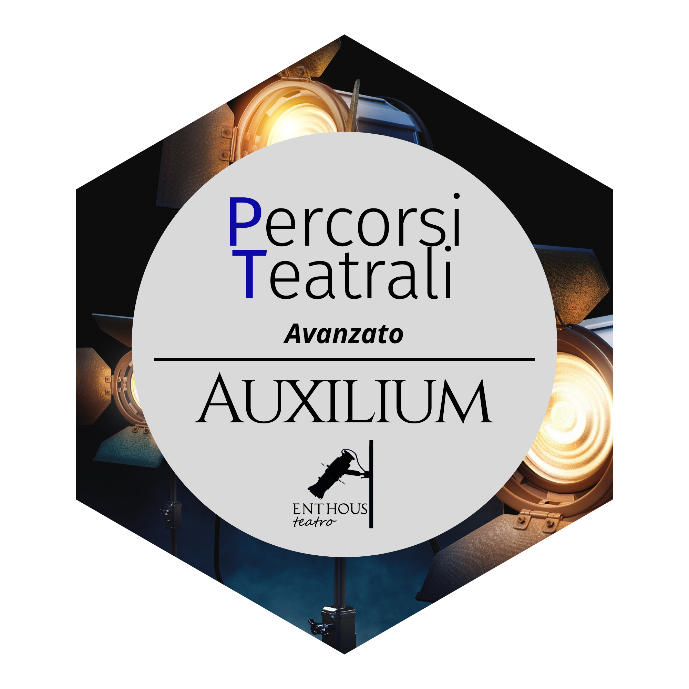 Percorsi
Teatrali
Avanzato
AUXILIUM
ENTHOUS
teatro